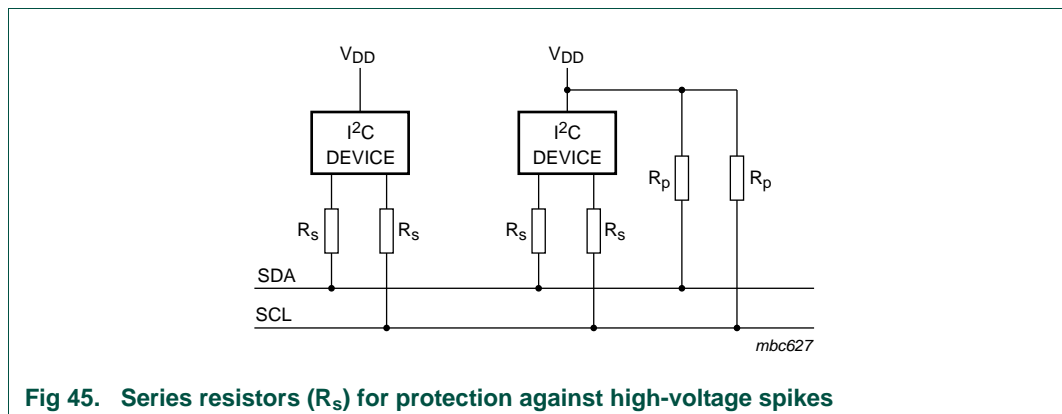 VDD
VDD
I2C
DEVICE
I2C
DEVICE
Rp
Rp
Rs
Rs
Rs
Rs
SDA
SCL
mbc627
Fig 45. Series resistors (Rs) for protection against high-voltage spikes